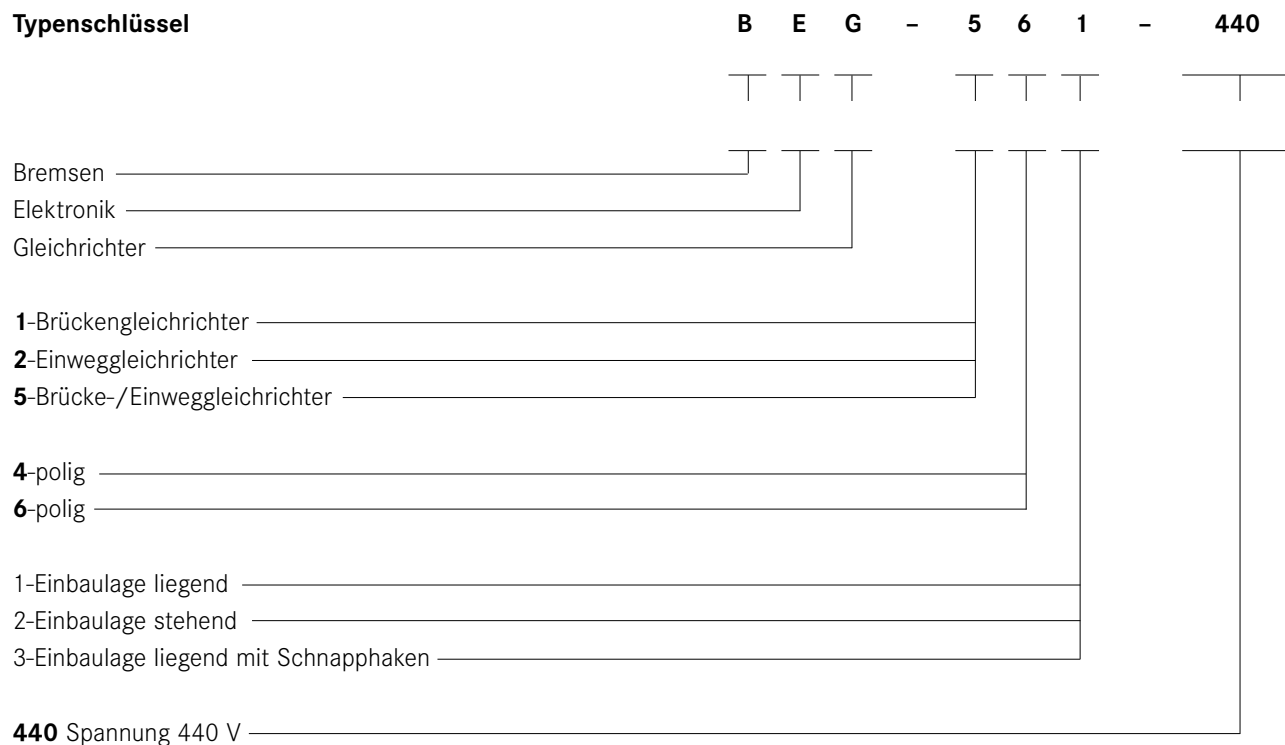 Typenschlüssel B E G – 5 6 1 – 440
Bremsen
Elektronik
Gleichrichter
1-Brückengleichrichter
2-Einweggleichrichter
5-Brücke-/Einweggleichrichter
4-polig
6-polig
1-Einbaulage liegend
2-Einbaulage stehend
3-Einbaulage liegend mit Schnapphaken
440 Spannung 440 V